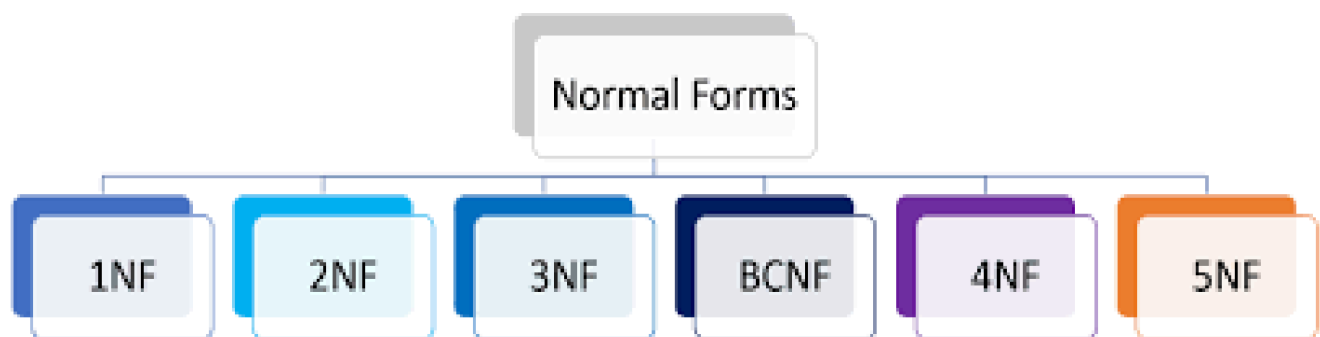 Normal Forms
1NF
2NF
3NF
BCNF
4NF
5NF